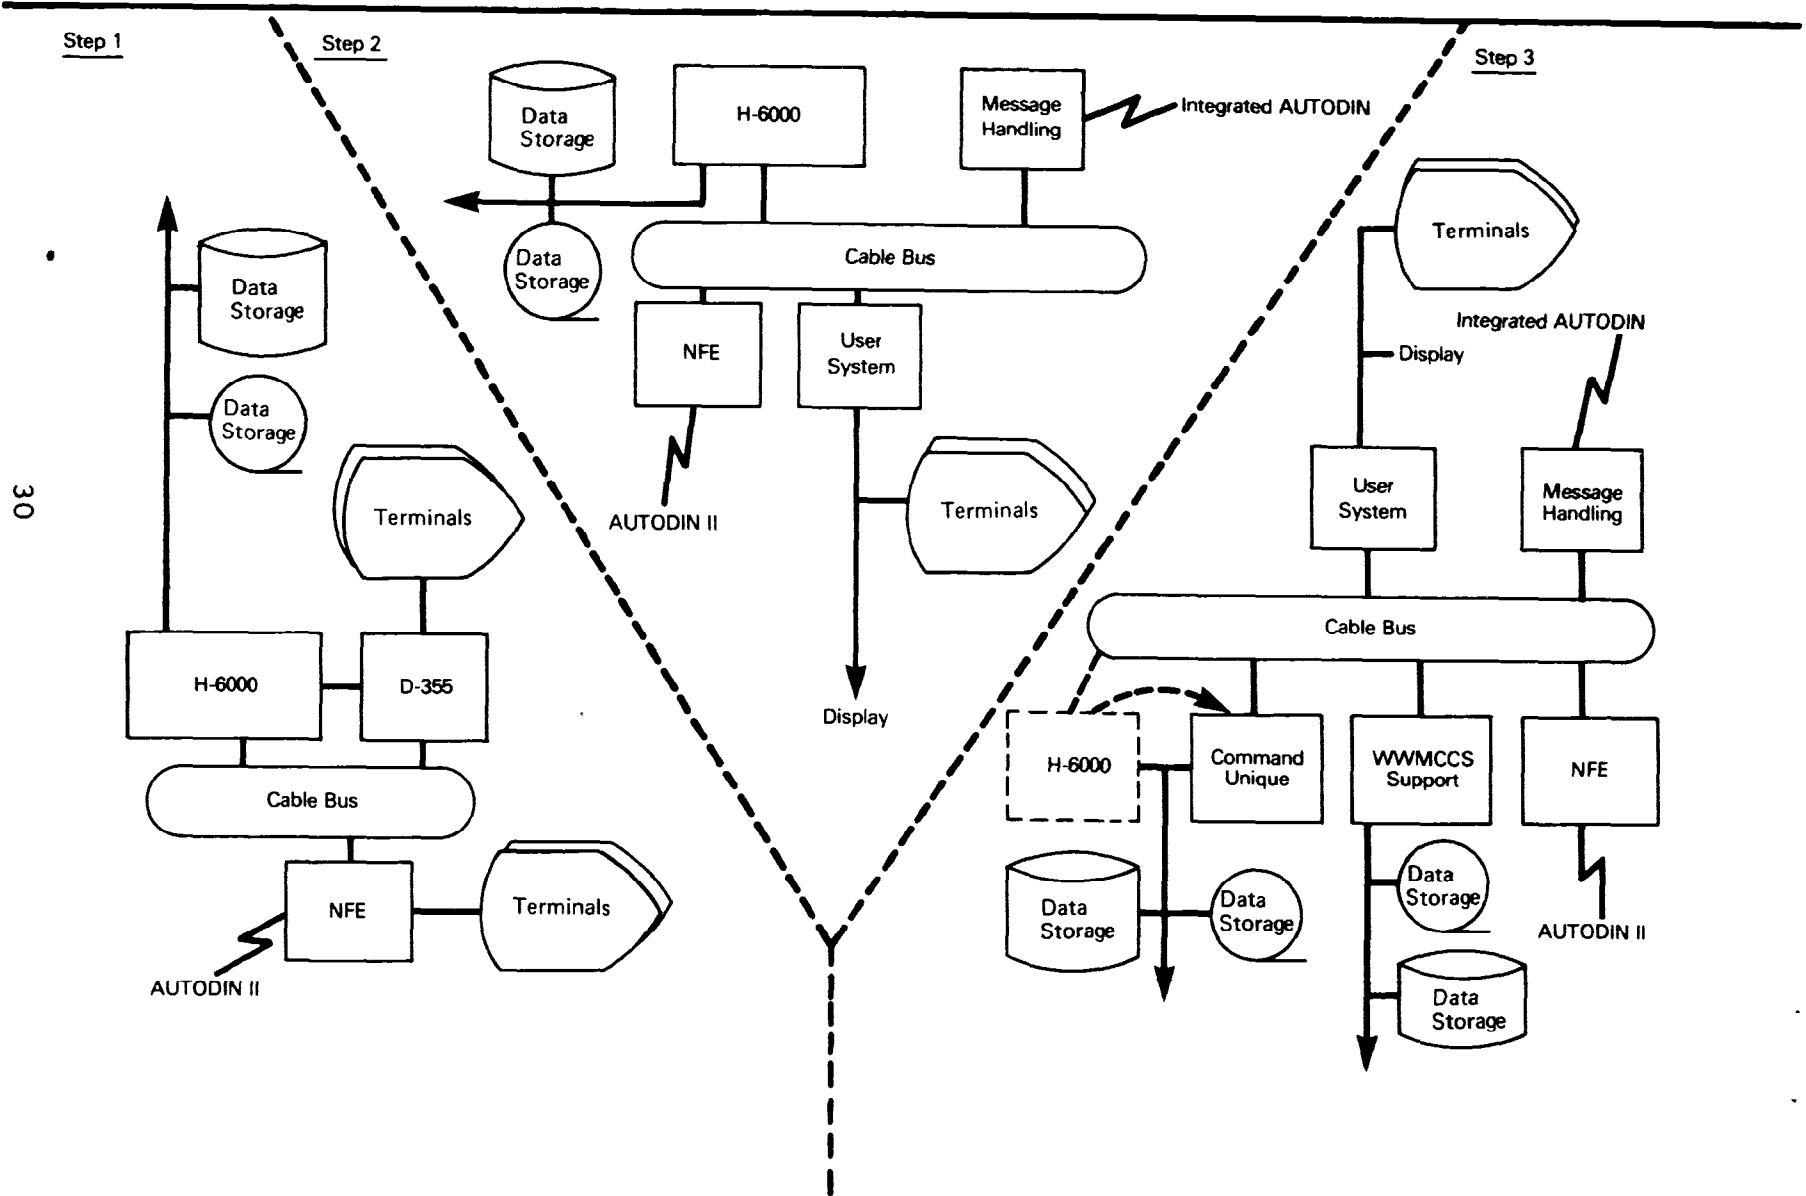 Step 1
Data
Storage
Data
Storage
Terminals
H-6000
D-355
Cable Bus
NFE
Terminals
AUTODIN II
30
Step 2
Data
Storage
H-6000
Message
Handling
Integrated AUTODIN
Data
Storage
Cable Bus
NFE
User
System
AUTODIN II
Terminals
Display
Step 3
Terminals
Integrated AUTODIN
Display
User
System
Message
Handling
Cable Bus
H-6000
Command
Unique
WWMCCS
Support
NFE
Data
Storage
Data
Storage
Data
Storage
AUTODIN II
Data
Storage